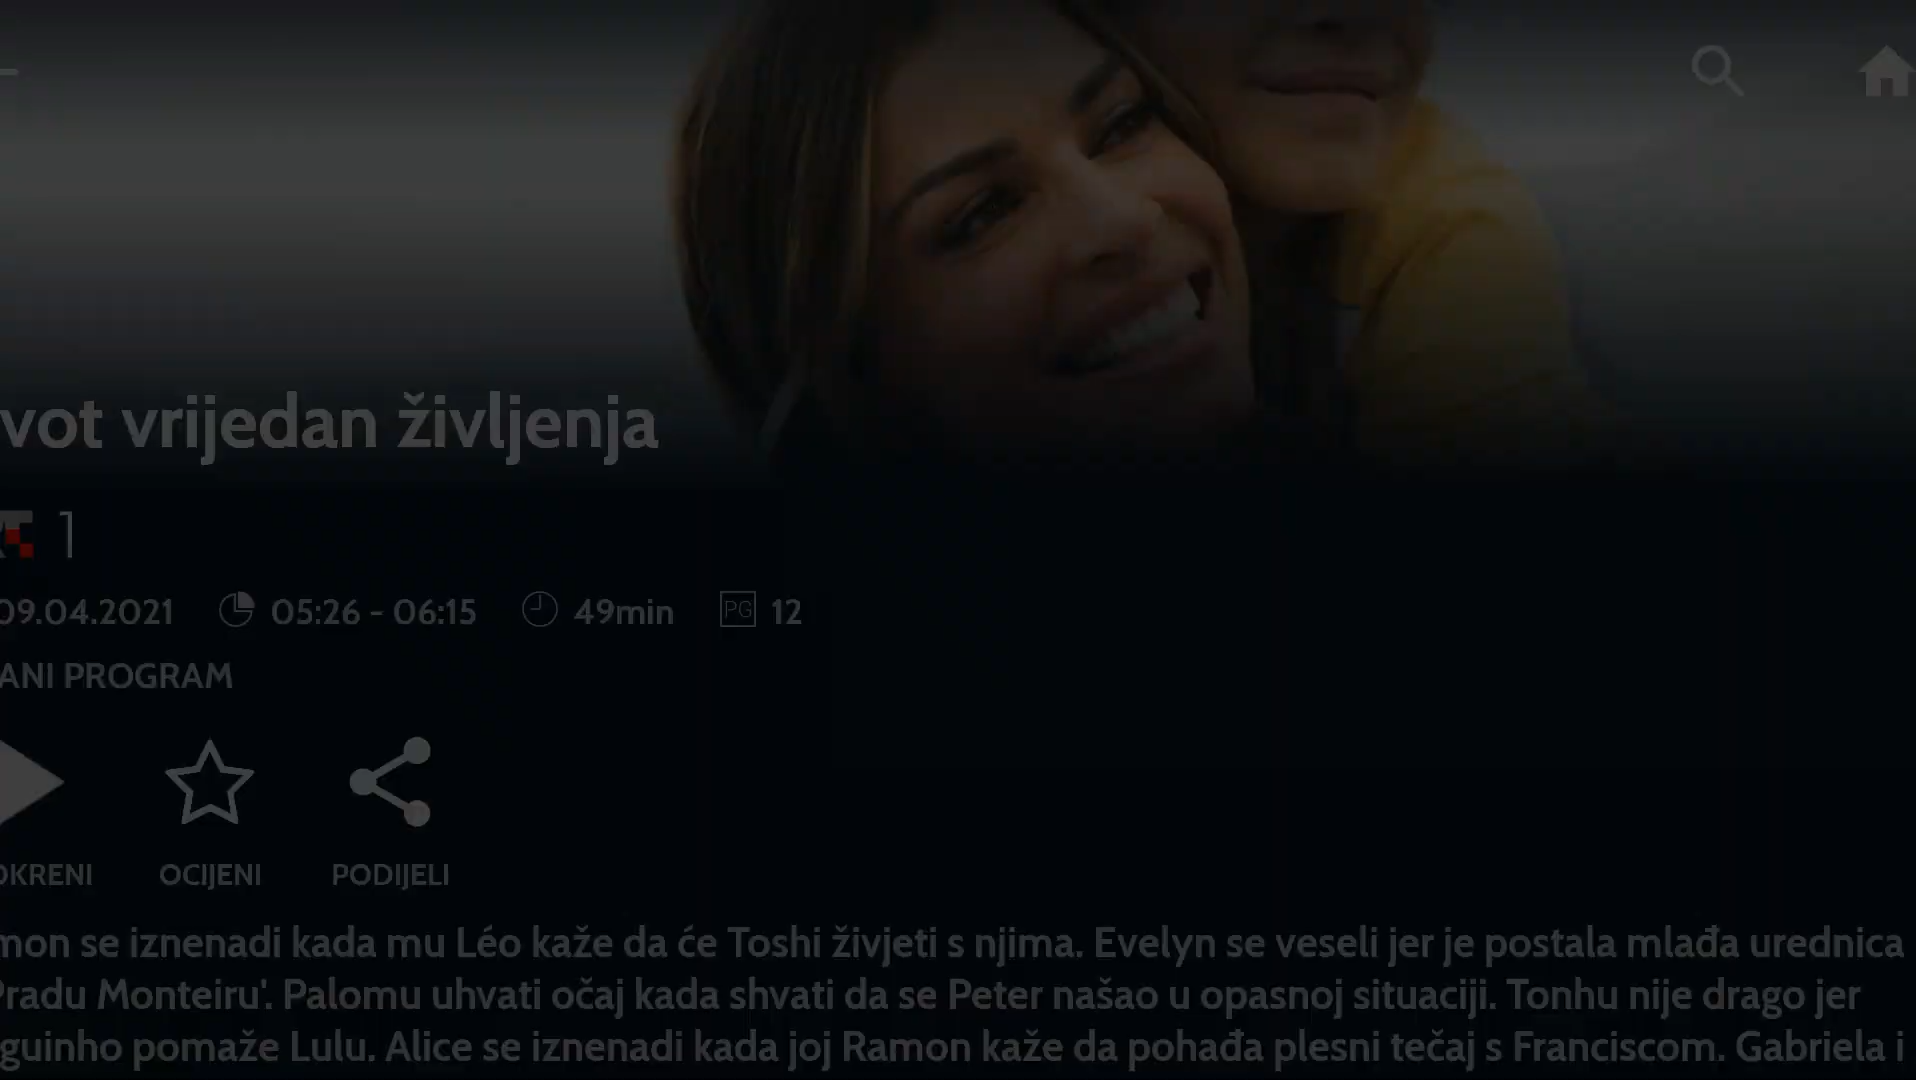 vot vrijedan življenja
1
09.04.2021 05:26 - 06:15 49min PG 12
ANI PROGRAM
OKRENI OCIJENI PODIJELI
mon se iznenadi kada mu Léo kaže da će Toshi živjeti s njima. Evelyn se veseli jer je postala mlađa urednica
Pradu Monteiru'. Palomu uhvati očaj kada shvati da se Peter našao u opasnoj situaciji. Tonhu nije drago jer
guinho pomaže Lulu. Alice se iznenadi kada joj Ramon kaže da pohađa plesni tečaj s Franciscom. Gabriela i